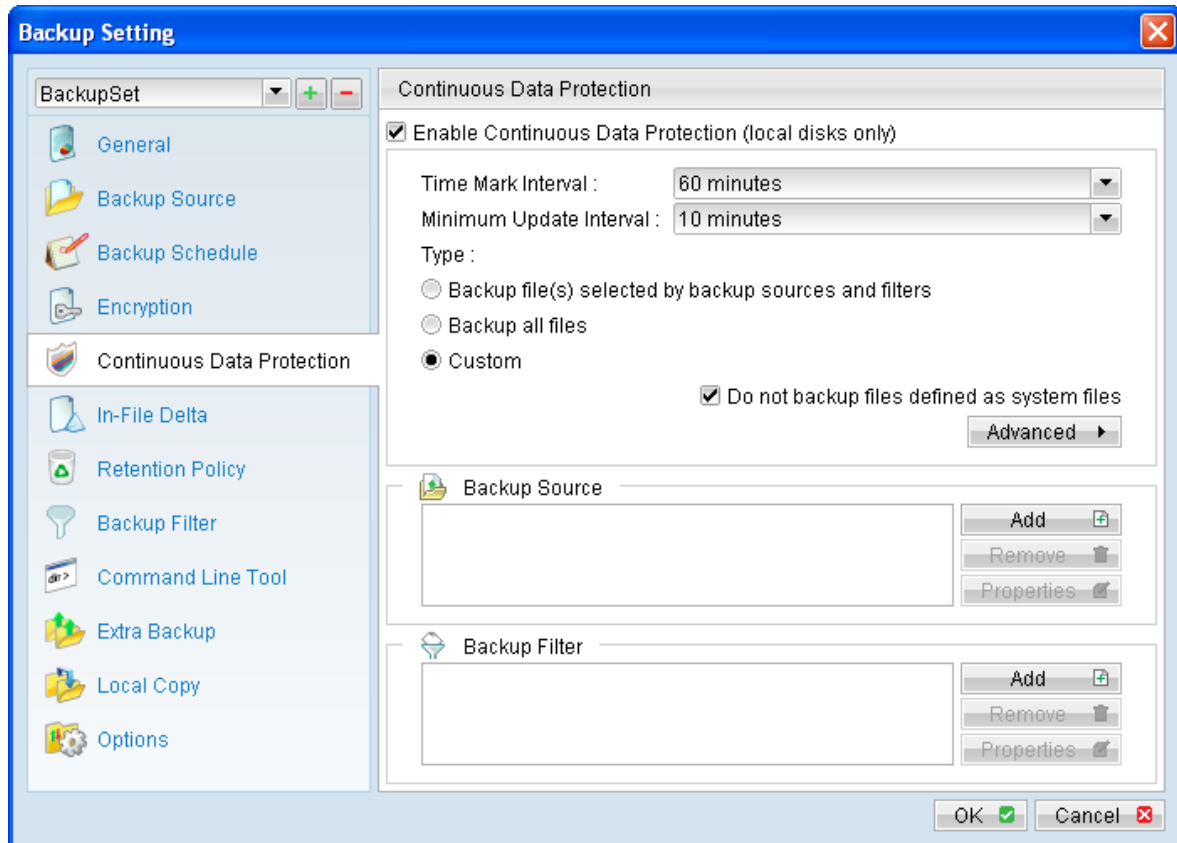 Backup Setting
BackupSet
General
Backup Source
Backup Schedule
Encryption
Continuous Data Protection
In-File Delta
Retention Policy
Backup Filter
Command Line Tool
Extra Backup
Local Copy
Options
Continuous Data Protection
Enable Continuous Data Protection (local disks only)
Time Mark Interval : 60 minutes
Minimum Update Interval : 10 minutes
Type :
Backup file(s) selected by backup sources and filters
Backup all files
Custom
Do not backup files defined as system files
Advanced
Backup Source
Add
Remove
Properties
Backup Filter
Add
Remove
Properties
OK Cancel